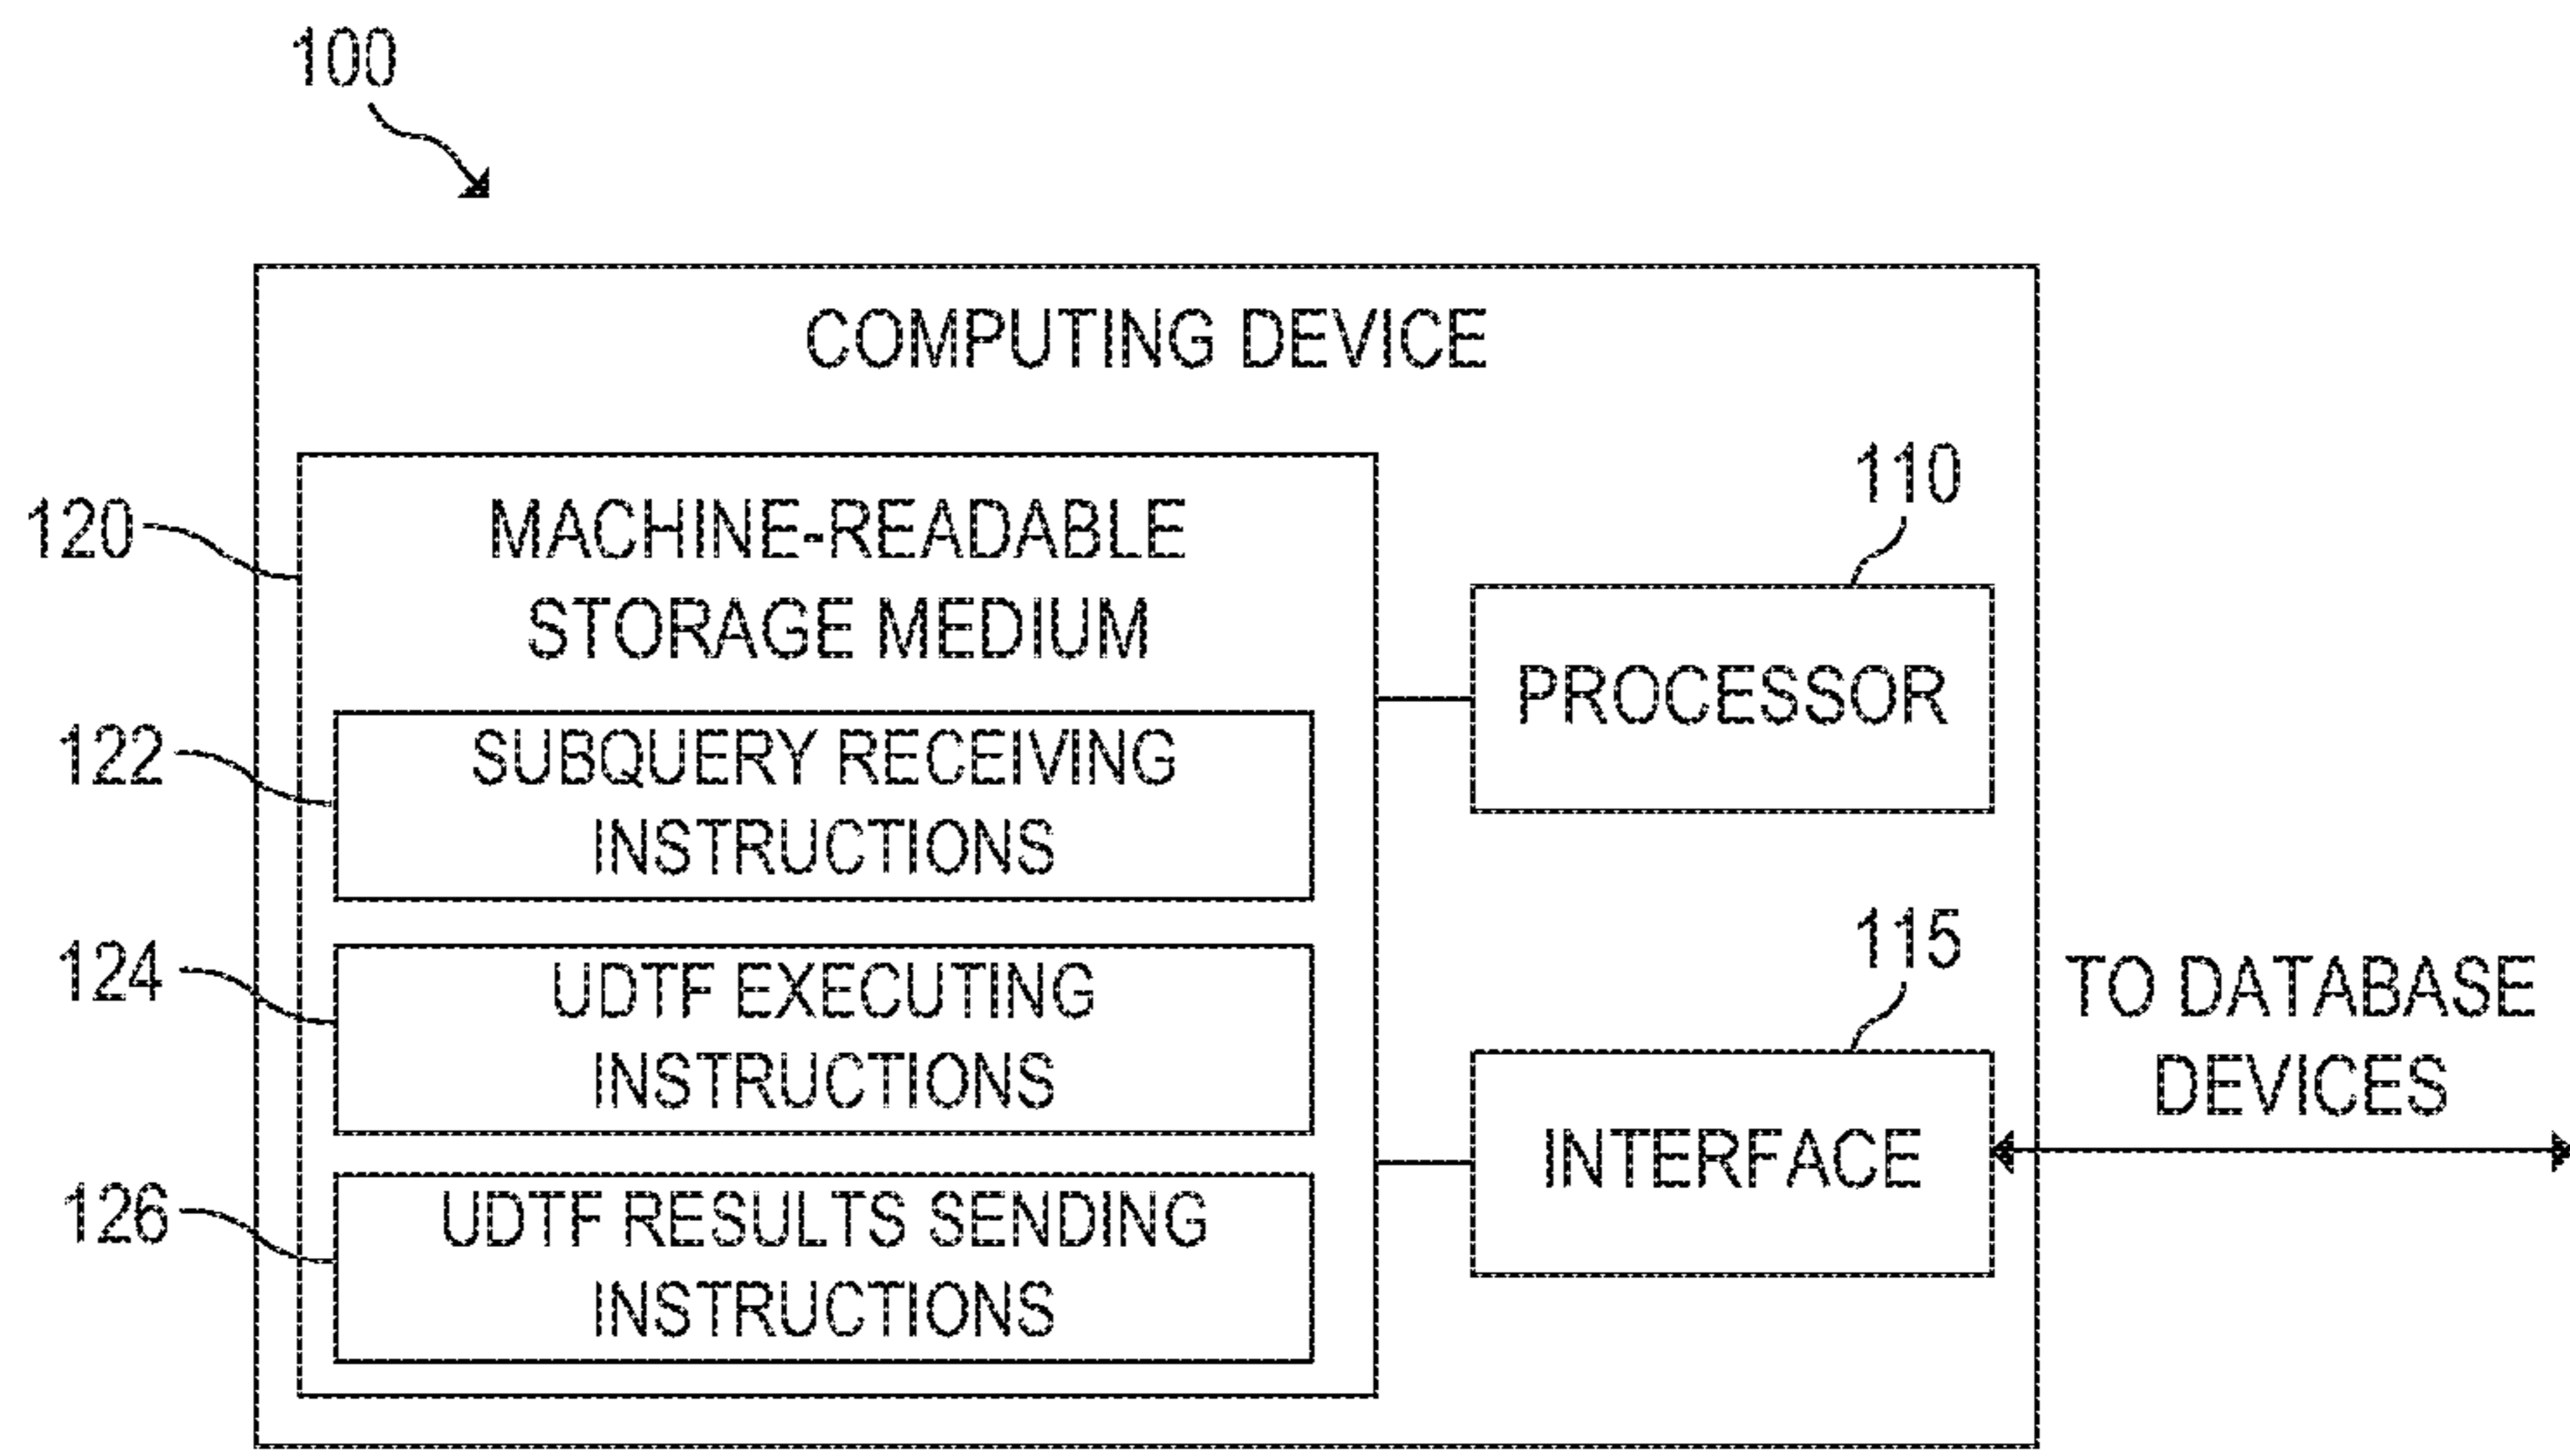 100
COMPUTING DEVICE
120
MACHINE-READABLE
STORAGE MEDIUM
110
PROCESSOR
122
SUBQUERY RECEIVING
INSTRUCTIONS
124
UDTF EXECUTING
INSTRUCTIONS
115
INTERFACE
TO DATABASE
DEVICES
126
UDTF RESULTS SENDING
INSTRUCTIONS